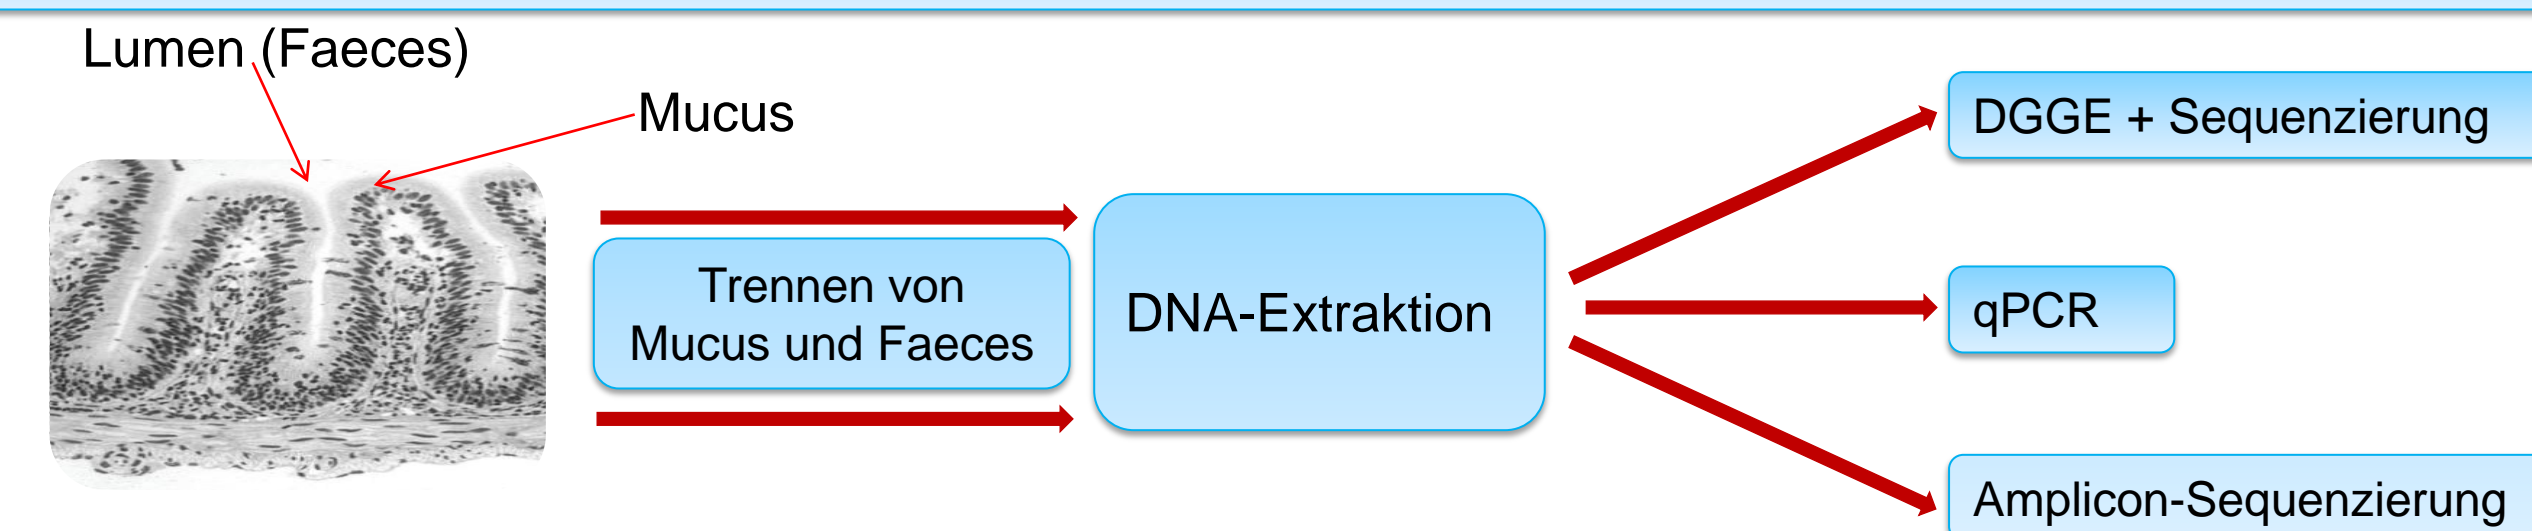 Lumen (Faeces)
Mucus
Trennen von
Mucus und Faeces
DNA-Extraktion
DGGE + Sequenzierung
qPCR
Amplicon-Sequenzierung